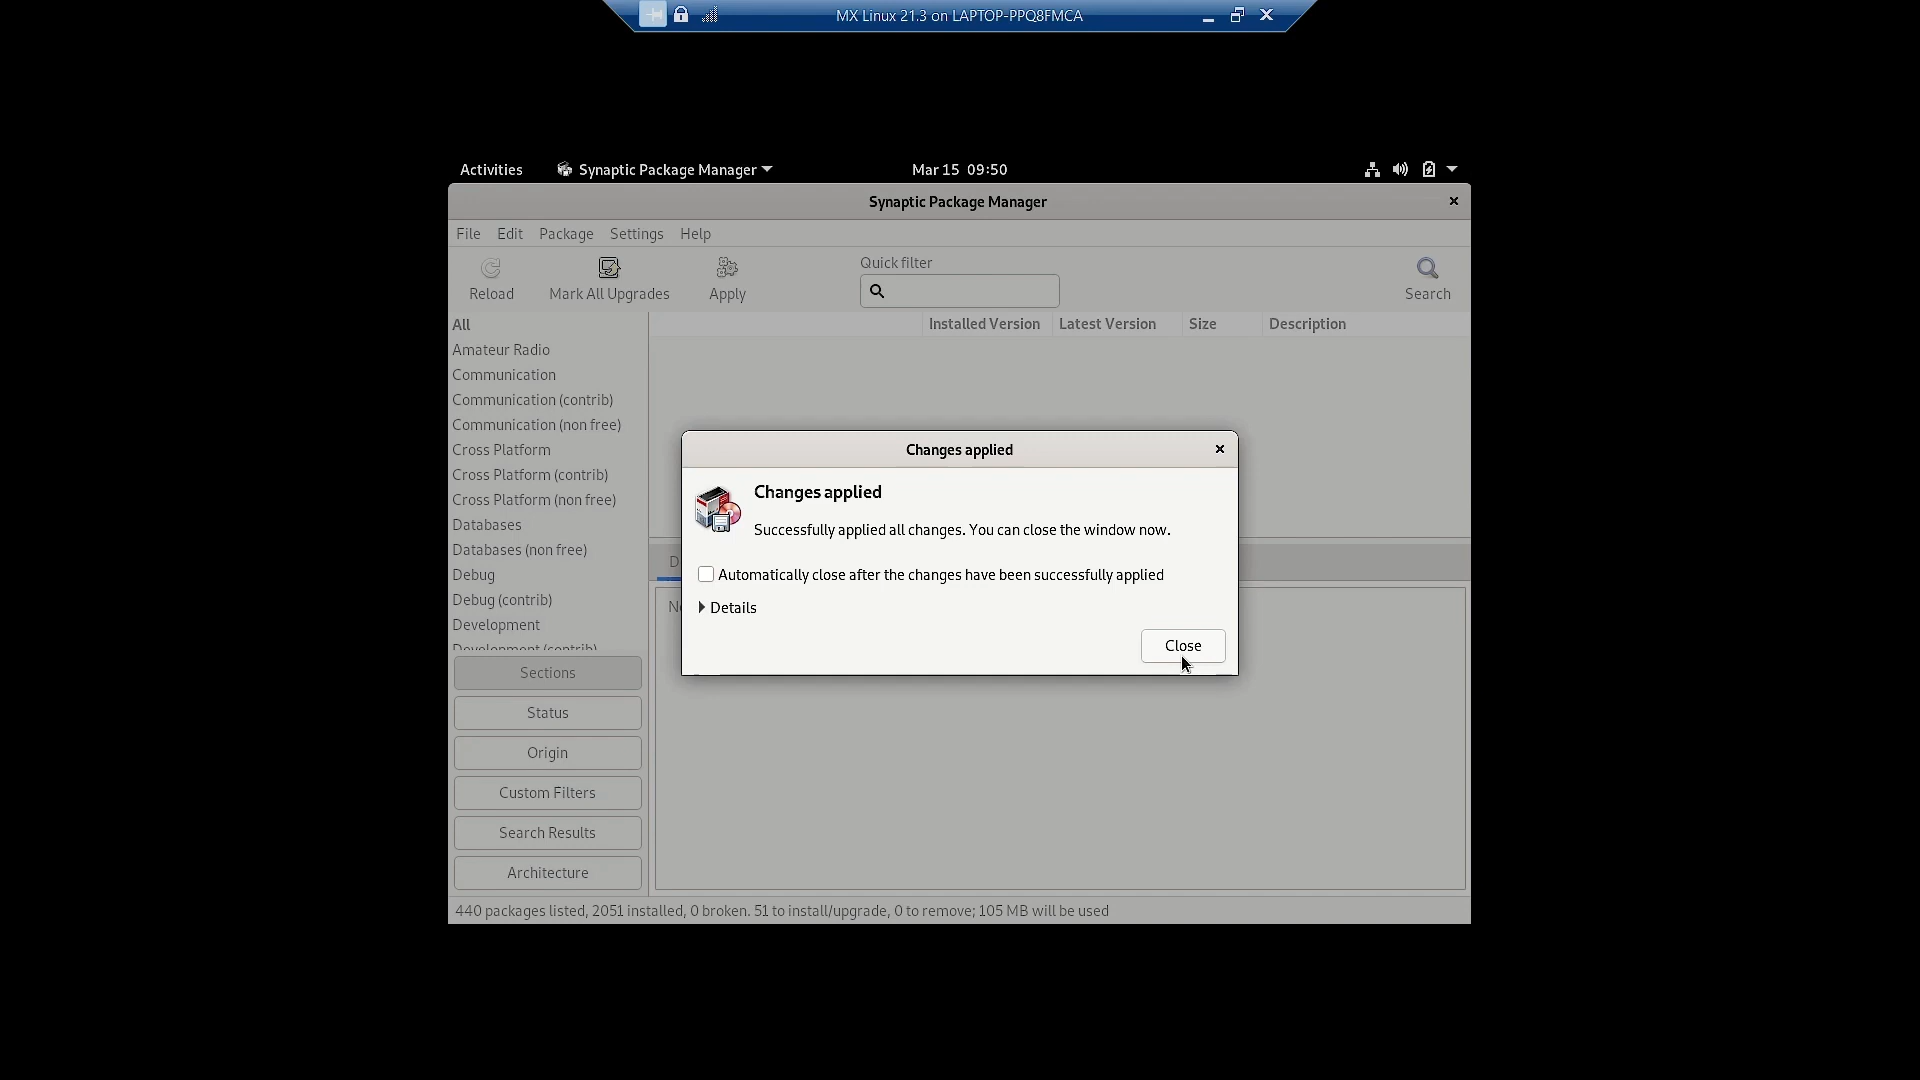 MX Linux 21.3 on LAPTOP-PPQ8FMCA
Activities Synaptic Package Manager Mar 15 09:50
Synaptic Package Manager
File Edit Package Settings Help
Reload Mark All Upgrades Apply Quick filter Search
Installed Version Latest Version Size Description
All
Amateur Radio
Communication
Communication (contrib)
Communication (non free)
Cross Platform
Cross Platform (contrib)
Cross Platform (non free)
Databases
Databases (non free)
Debug
Debug (contrib)
Development
Development (contrib)
Sections
Status
Origin
Custom Filters
Search Results
Architecture
Changes applied
Changes applied
Successfully applied all changes. You can close the window now.
Automatically close after the changes have been successfully applied
Details
Close
440 packages listed, 2051 installed, 0 broken. 51 to install/upgrade, 0 to remove; 105 MB will be used